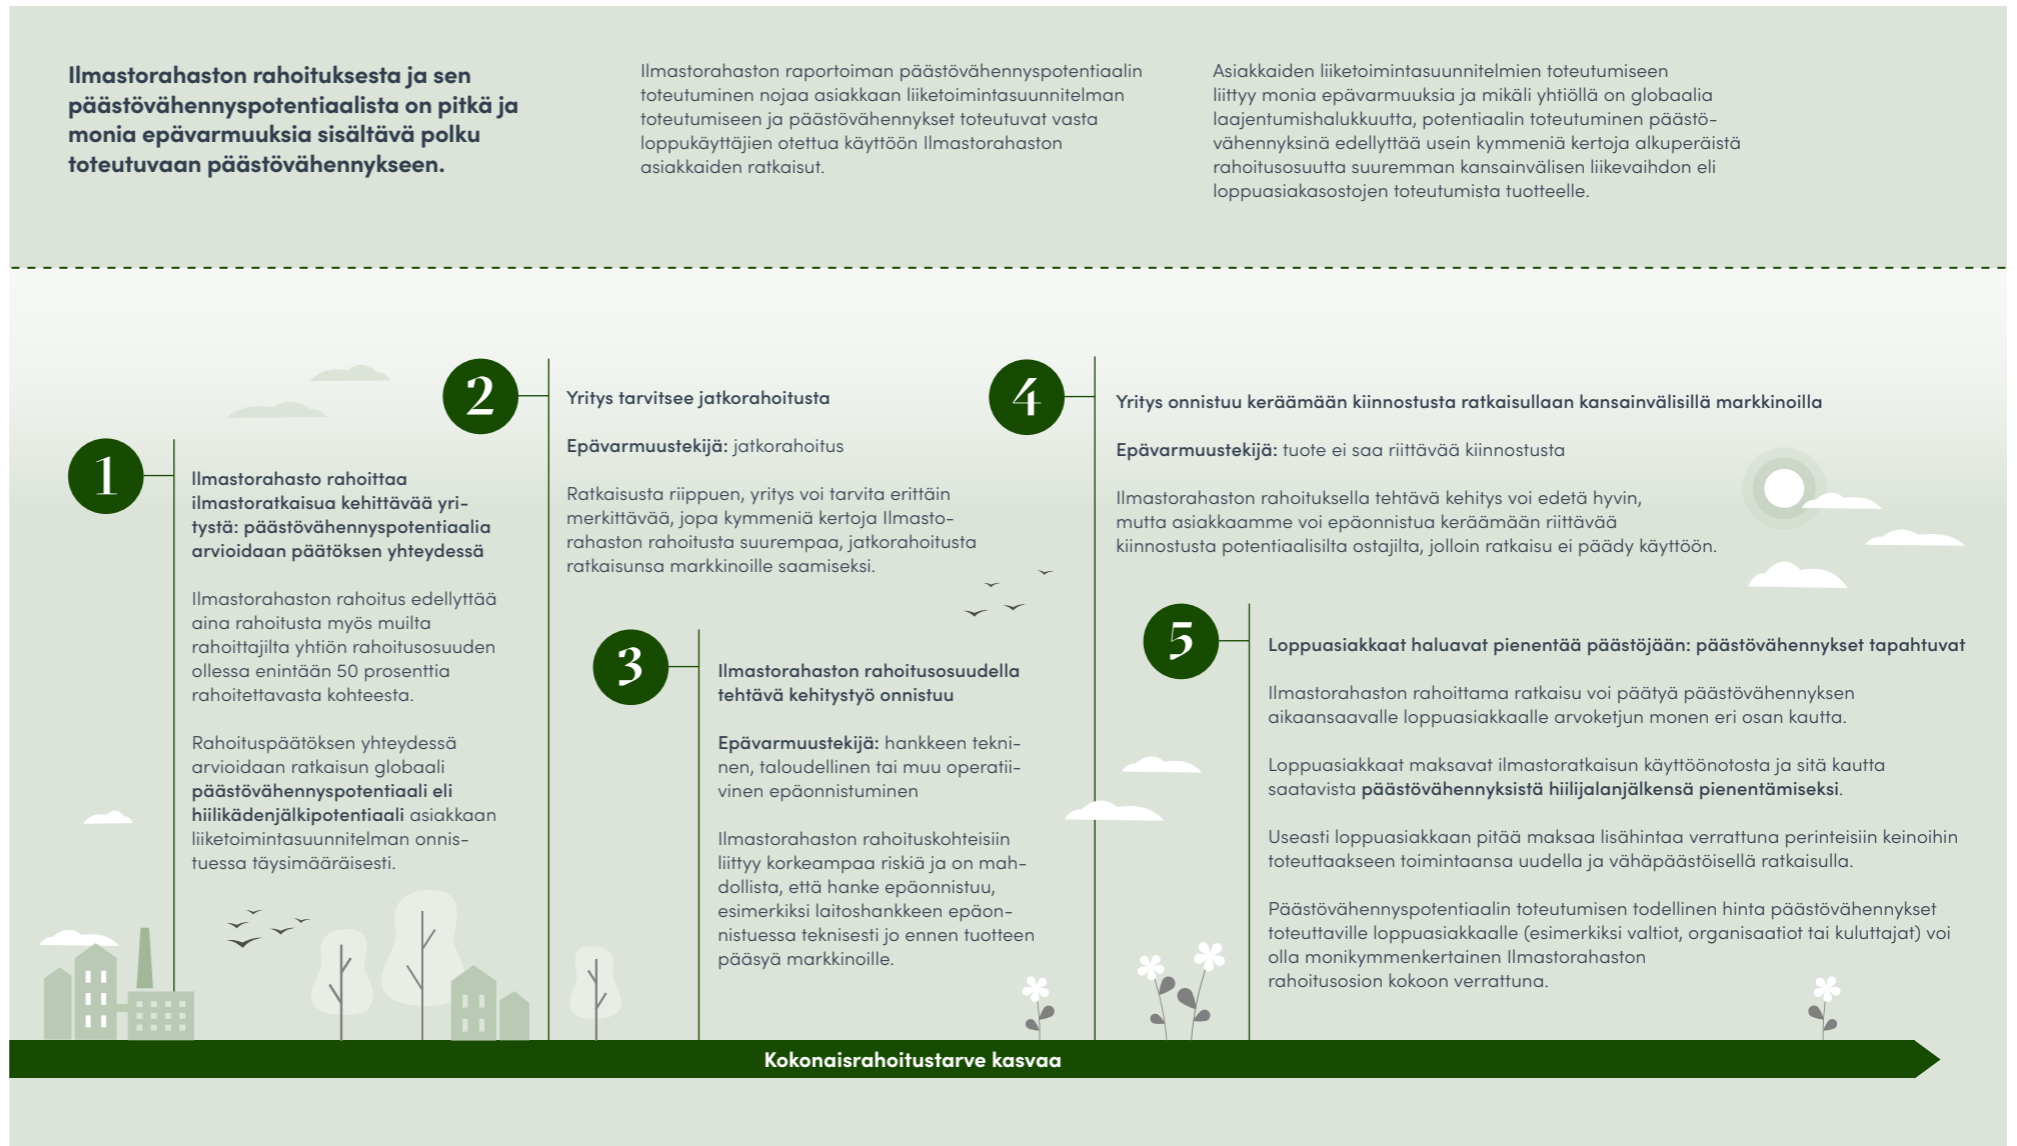 Ilmastorahaston rahoituksesta ja sen
päästövähennyspotentiaalista on pitkä ja
monia epävarmuuksia sisältävä polku
toteutuvaan päästövähennykseen.
Ilmastorahaston raportoiman päästövähennyspotentiaalin
toteutuminen nojaa asiakkaan liiketoimintasuunnitelman
toteutumiseen ja päästövähennykset toteutuvat vasta
loppukäyttäjien otettua käyttöön Ilmastorahaston
asiakkaiden ratkaisut.
Asiakkaiden liiketoimintasuunnitelmien toteutumiseen
liittyy monia epävarmuuksia ja mikäli yhtiöllä on globaalia
laajentumishalukkuutta, potentiaalin toteutuminen päästö-
vähennyksinä edellyttää usein kymmeniä kertoja alkuperäistä
rahoitusosuutta suuremman kansainvälisen liikevaihdon eli
loppuasiakasostojen toteutumista tuotteelle.
1
Ilmastorahasto rahoittaa
ilmastoratkaisua kehittävää yri-
tystä: päästövähennyspotentiaalia
arvioidaan päätöksen yhteydessä
Ilmastorahaston rahoitus edellyttää
aina rahoitusta myös muilta
rahoittajilta yhtiön rahoitusosuuden
ollessa enintään 50 prosenttia
rahoitettavasta kohteesta.
Rahoituspäätöksen yhteydessä
arvioidaan ratkaisun globaali
päästövähennyspotentiaali eli
hiilikädenjälkipotentiaali asiakkaan
liiketoimintasuunnitelman onnis-
tuessa täysimääräisesti.
2
Yritys tarvitsee jatkorahoitusta
Epävarmuustekijä: jatkorahoitus
Ratkaisusta riippuen, yritys voi tarvita erittäin
merkittävää, jopa kymmeniä kertoja Ilmasto-
rahaston rahoitusta suurempaa, jatkorahoitusta
ratkaisunsa markkinoille saamiseksi.
3
Ilmastorahaston rahoitusosuudella
tehtävä kehitystyö onnistuu
Epävarmuustekijä: hankkeen tekni-
nen, taloudellinen tai muu operatii-
vinen epäonnistuminen
Ilmastorahaston rahoituskohteisiin
liittyy korkeampaa riskiä ja on mah-
dollista, että hanke epäonnistuu,
esimerkiksi laitoshankkeen epäon-
nistuessa teknisesti jo ennen tuotteen
pääsyä markkinoille.
4
Yritys onnistuu keräämään kiinnostusta ratkaisullaan kansainvälisillä markkinoilla
Epävarmuustekijä: tuote ei saa riittävää kiinnostusta
Ilmastorahaston rahoituksella tehtävä kehitys voi edetä hyvin,
mutta asiakkaamme voi epäonnistua keräämään riittävää
kiinnostusta potentiaalisilta ostajilta, jolloin ratkaisu ei päädy käyttöön.
5
Loppuasiakkaat haluavat pienentää päästöjään: päästövähennykset tapahtuvat
Ilmastorahaston rahoittama ratkaisu voi päätyä päästövähennyksen
aikaansaavalle loppuasiakkaalle arvoketjun monen eri osan kautta.
Loppuasiakkaat maksavat ilmastoratkaisun käyttöönotosta ja sitä kautta
saatavista päästövähennyksistä hiilijalanjälkensä pienentämiseksi.
Useasti loppuasiakkaan pitää maksaa lisähintaa verrattuna perinteisiin keinoihin
toteuttaakseen toimintaansa uudella ja vähäpäästöisellä ratkaisulla.
Päästövähennyspotentiaalin toteutumisen todellinen hinta päästövähennykset
toteuttaville loppuasiakkaalle (esimerkiksi valtiot, organisaatiot tai kuluttajat) voi
olla monikymmenkertainen Ilmastorahaston
rahoitusosion kokoon verrattuna.
Kokonaisrahoitustarve kasvaa